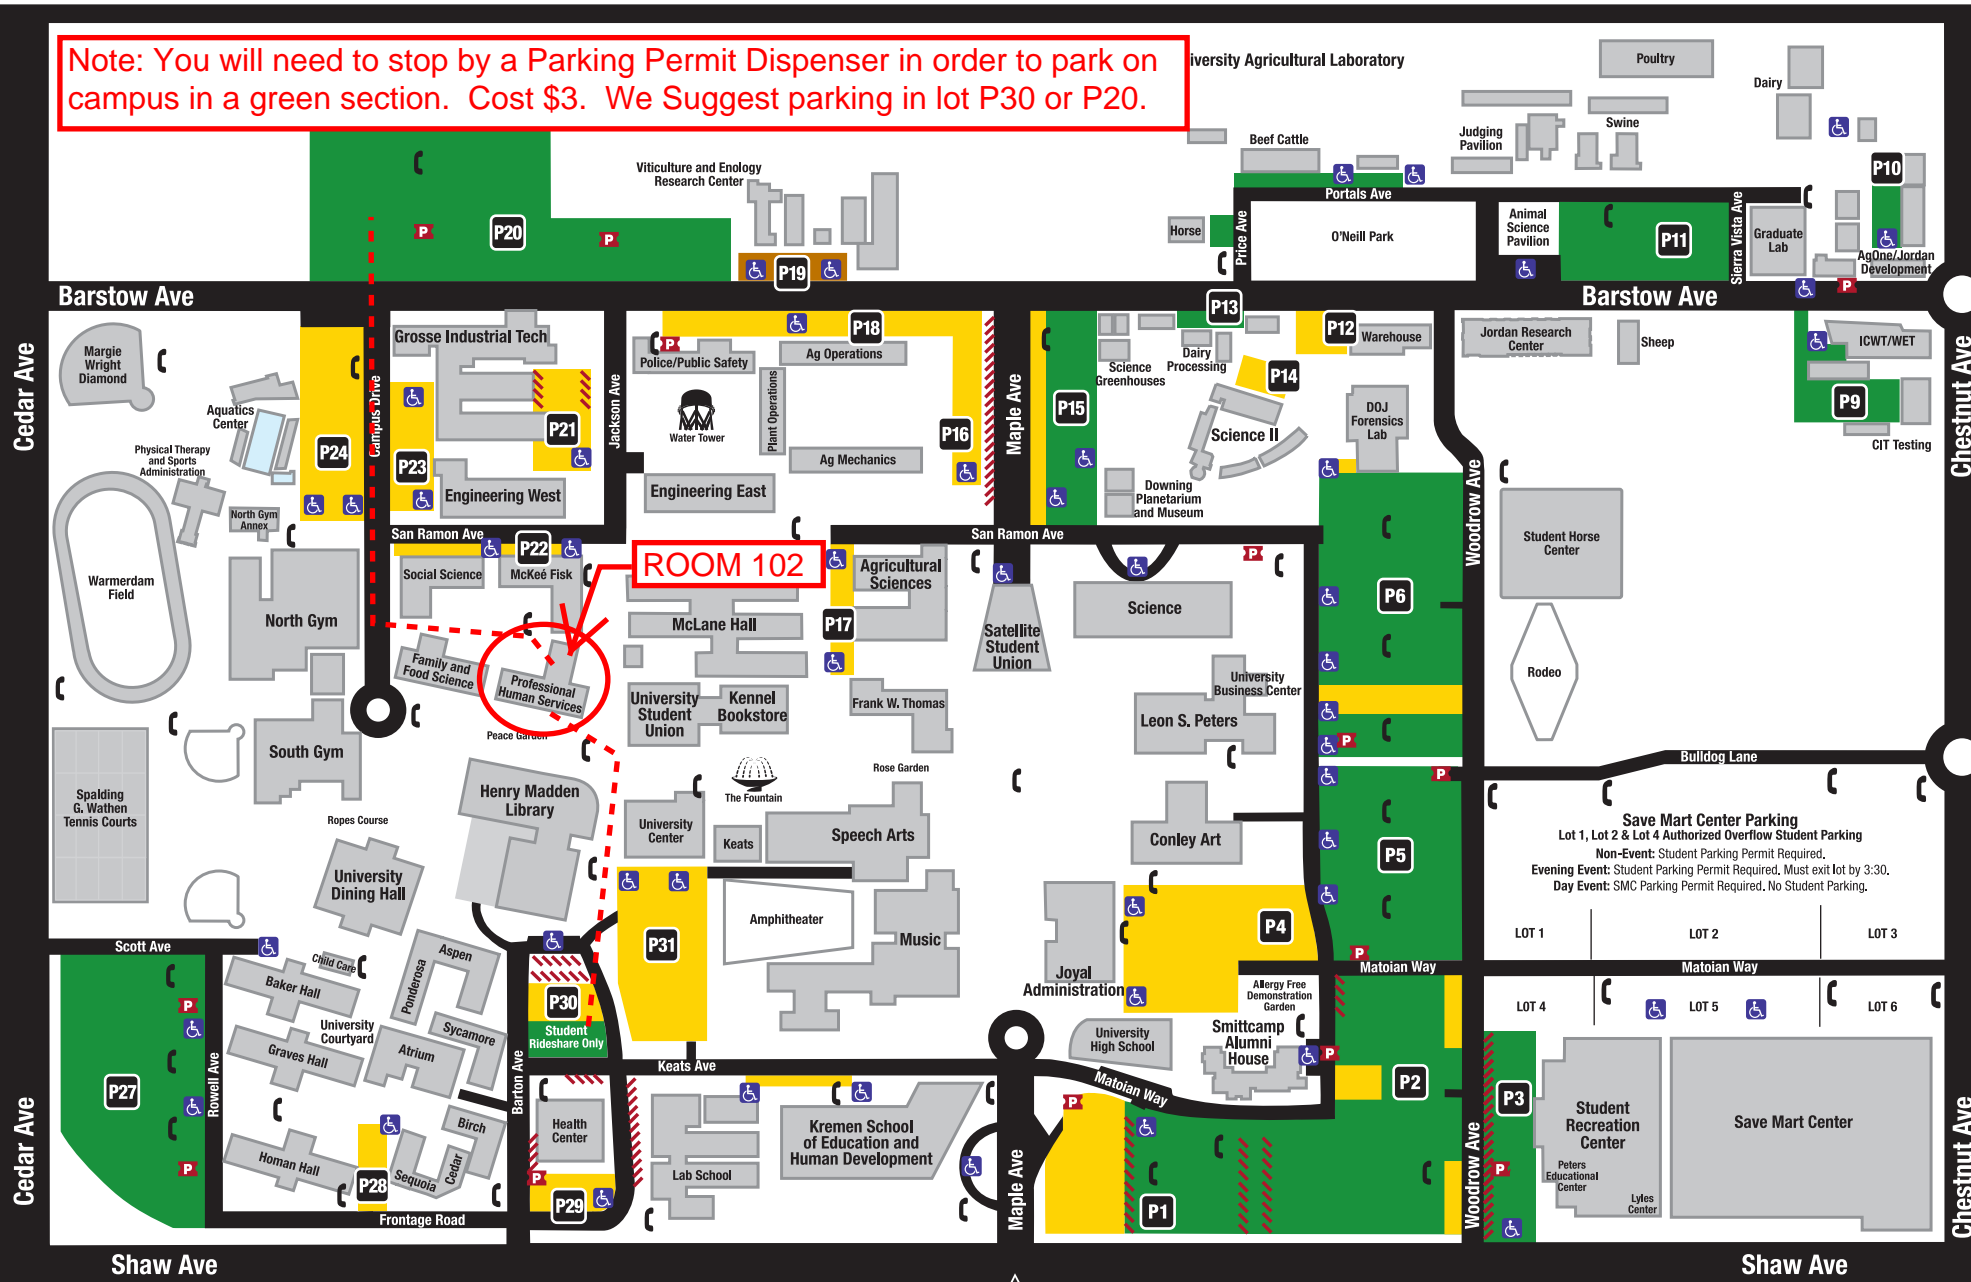 Note: You will need to stop by a Parking Permit Dispenser in order to park on
campus in a green section.  Cost $3.  We Suggest parking in lot P30 or P20.
iversity Agricultural Laboratory
Poultry
Dairy
Swine
Judging
Pavilion
Beef Cattle
P10
Viticulture and Enology
Research Center
Portals Ave
P20
P
P
P19
Horse
Price Ave
O'Neill Park
Animal
Science
Pavilion
P11
Sierra Vista Ave
Graduate
Lab
AgOne/Jordan
Development
P
Barstow Ave
Barstow Ave
Cedar Ave
Margie
Wright
Diamond
Grosse Industrial Tech
Jackson Ave
P
Police/Public Safety
P18
Ag Operations
Maple Ave
P13
P12
Warehouse
Jordan Research
Center
Sheep
ICWT/WET
Chestnut Ave
Science
Greenhouses
Dairy
Processing
P14
P15
Aquatics
Center
Campus Drive
P24
P23
P21
Water Tower
Plant Operations
P16
Science II
DOJ
Forensics
Lab
P9
CIT Testing
Physical Therapy
and Sports
Administration
Ag Mechanics
North Gym
Annex
Engineering West
Engineering East
Downing
Planetarium
and Museum
Woodrow Ave
San Ramon Ave
San Ramon Ave
P22
ROOM 102
P
Student Horse
Center
Warmerdam
Field
Social Science
McKee Fisk
Agricultural
Sciences
North Gym
McLane Hall
P17
Satellite
Student
Union
Science
P6
Family and
Food Science
Professional
Human Services
University
Student
Union
Kennel
Bookstore
Frank W. Thomas
University
Business Center
Leon S. Peters
Rodeo
P
South Gym
Peace Garden
Bulldog Lane
P
Rose Garden
The Fountain
Henry Madden
Library
Spalding
G. Wathen
Tennis Courts
Ropes Course
University
Center
Keats
Speech Arts
Conley Art
P5
Save Mart Center Parking
Lot 1, Lot 2 & Lot 4 Authorized Overflow Student Parking
Non-Event: Student Parking Permit Required.
Evening Event: Student Parking Permit Required. Must exit lot by 3:30.
Day Event: SMC Parking Permit Required. No Student Parking.
University
Dining Hall
Amphitheater
Music
P31
P4
P
LOT 1
LOT 2
LOT 3
Scott Ave
Child Care
Aspen
Ponderosa
Joyal
Administration
Matoian Way
Matoian Way
Baker Hall
P30
Student
Rideshare Only
Allergy Free
Demonstration
Garden
LOT 4
LOT 5
LOT 6
P
University
Courtyard
Sycamore
Atrium
Graves Hall
University
High School
Smittcamp
Alumni
House
P
Keats Ave
Matoian Way
P27
Rowell Ave
Barton Ave
P2
P3
Cedar Ave
P
Health
Center
Kremen School
of Education and
Human Development
Student
Recreation
Center
Save Mart Center
Chestnut Ave
Birch
Homan Hall
P
P28
Sequoia
Cedar
P
P29
Lab School
Maple Ave
P1
Woodrow Ave
P
Peters
Educational
Center
Lyles
Center
Frontage Road
Shaw Ave
Shaw Ave